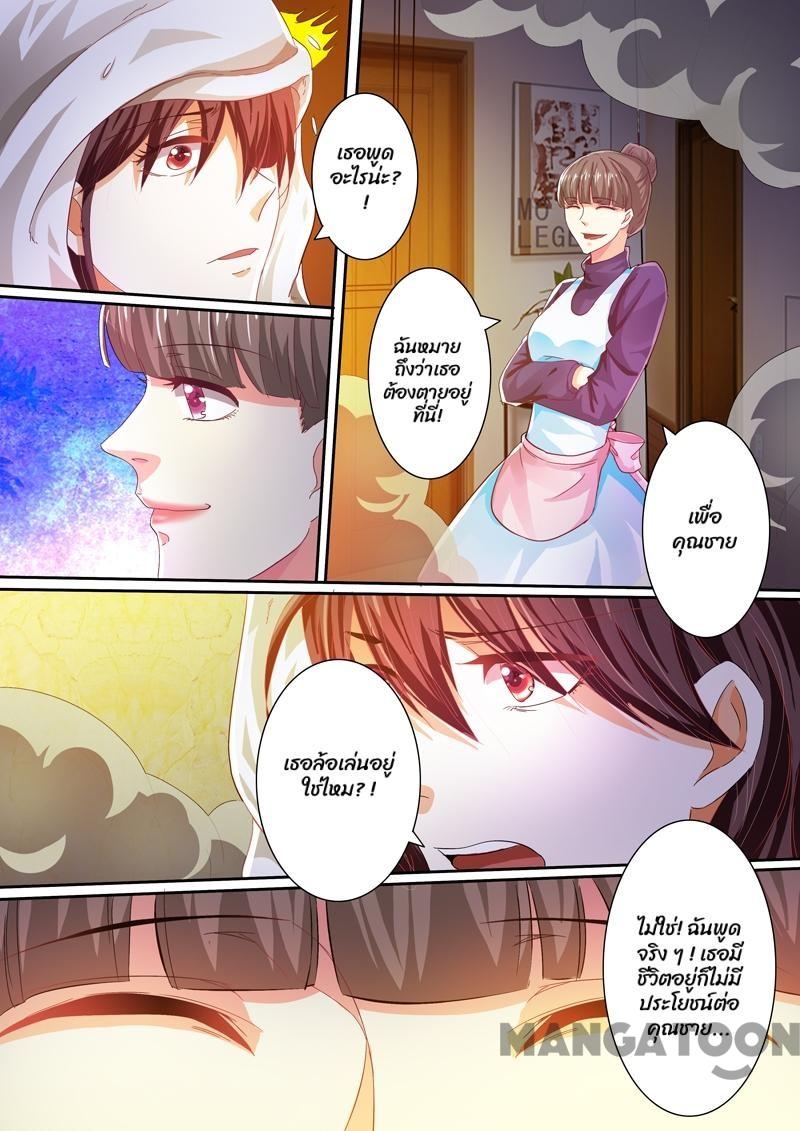 เธอพูด
อะไรน่ะ?
!
MO
LEGE
ฉันหมาย
ถึงว่าเธอ
ต้องตายอยู่
ที่นี่!
เพื่อ
คุณชาย
เธอล้อเล่นอยู่
ใช่ไหม? !
ไม่ใช่! ฉันพูด
จริง ๆ ! เธอมี
ชีวิตอยู่ก็ไม่มี
ประโยชน์ต่อ
คุณชาย...
MANGATOON